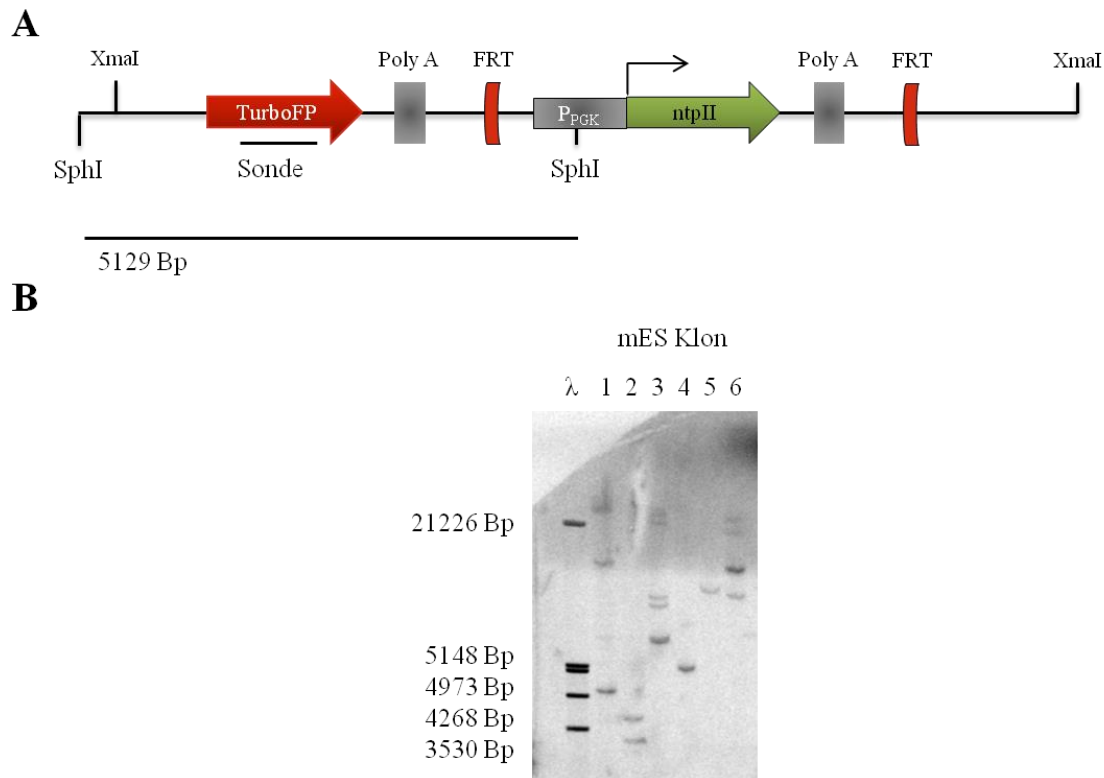 A
XmaI
Poly A
FRT
Poly A
FRT
XmaI
TurboFP
PPGK
ntpII
SphI
Sonde
SphI
5129 Bp
B
mES Klon
λ 1 2 3 4 5 6
21226 Bp
5148 Bp
4973 Bp
4268 Bp
3530 Bp